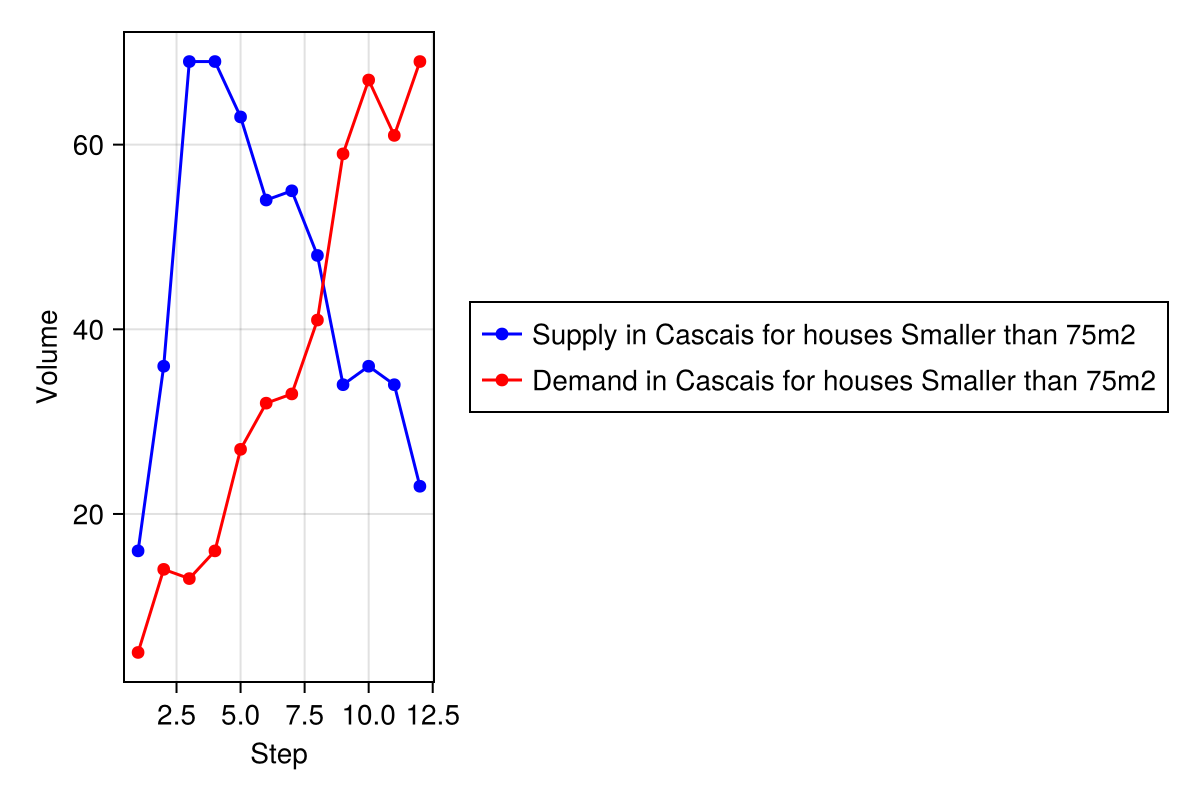 60
40
20
Volume
2.5 5.0 7.5 10.0 12.5
Step
Supply in Cascais for houses Smaller than 75m2
Demand in Cascais for houses Smaller than 75m2